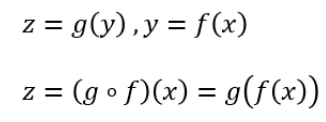 z = g(y) , y = f(x)
z = (g ∘ f)(x) = g(f(x))